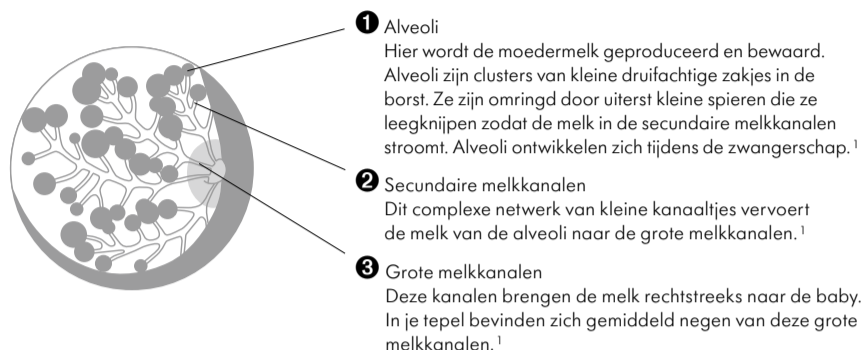 ❶ Alveoli
Hier wordt de moedermelk geproduceerd en bewaard.
Alveoli zijn clusters van kleine druifachtige zakjes in de
borst. Ze zijn omringd door uiterst kleine spieren die ze
leegknijpen zodat de melk in de secundaire melkkanalen
stroomt. Alveoli ontwikkelen zich tijdens de zwangerschap.¹
❷ Secundaire melkkanalen
Dit complexe netwerk van kleine kanaaltjes vervoert
de melk van de alveoli naar de grote melkkanalen.¹
❸ Grote melkkanalen
Deze kanalen brengen de melk rechtstreeks naar de baby.
In je tepel bevinden zich gemiddeld negen van deze grote
melkkanalen.¹